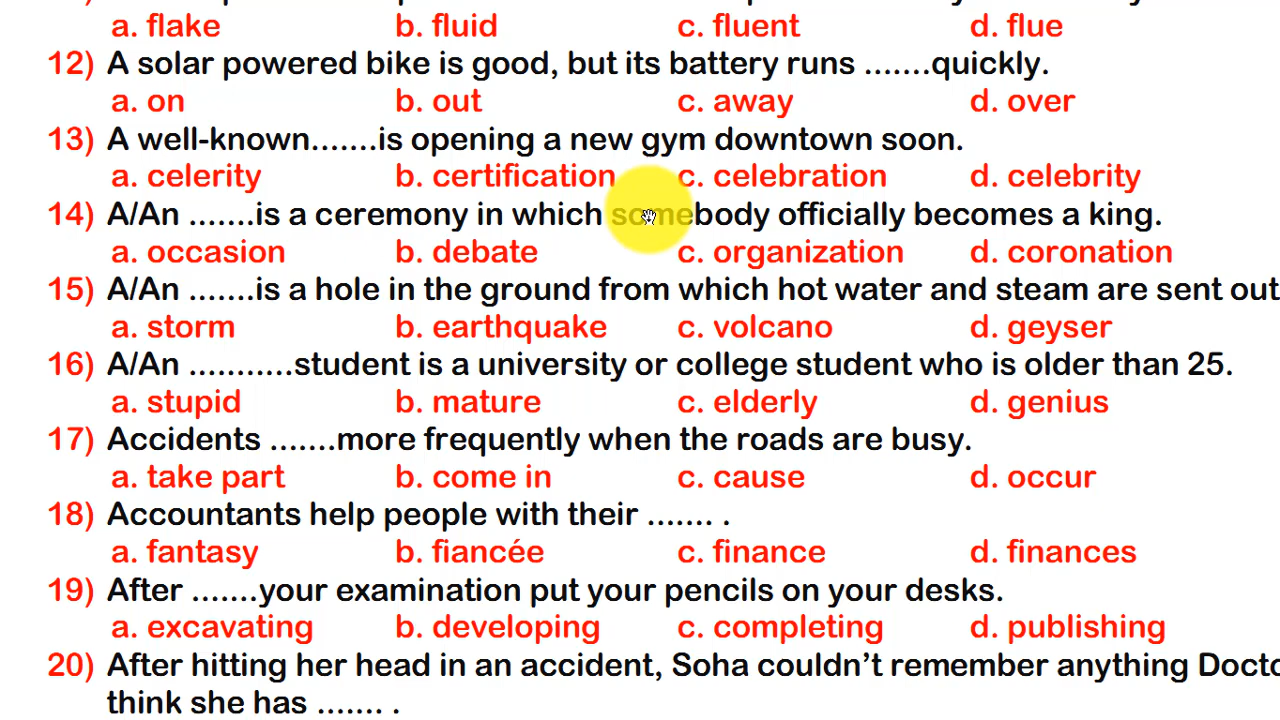 a. flake b. fluid c. fluent d. flue
12) A solar powered bike is good, but its battery runs .......quickly.
a. on b. out c. away d. over
13) A well-known.......is opening a new gym downtown soon.
a. celerity b. certification c. celebration d. celebrity
14) A/An .......is a ceremony in which somebody officially becomes a king.
a. occasion b. debate c. organization d. coronation
15) A/An .......is a hole in the ground from which hot water and steam are sent out
a. storm b. earthquake c. volcano d. geyser
16) A/An ...........student is a university or college student who is older than 25.
a. stupid b. mature c. elderly d. genius
17) Accidents .......more frequently when the roads are busy.
a. take part b. come in c. cause d. occur
18) Accountants help people with their ....... .
a. fantasy b. fiancée c. finance d. finances
19) After .......your examination put your pencils on your desks.
a. excavating b. developing c. completing d. publishing
20) After hitting her head in an accident, Soha couldn't remember anything
think she has ....... .